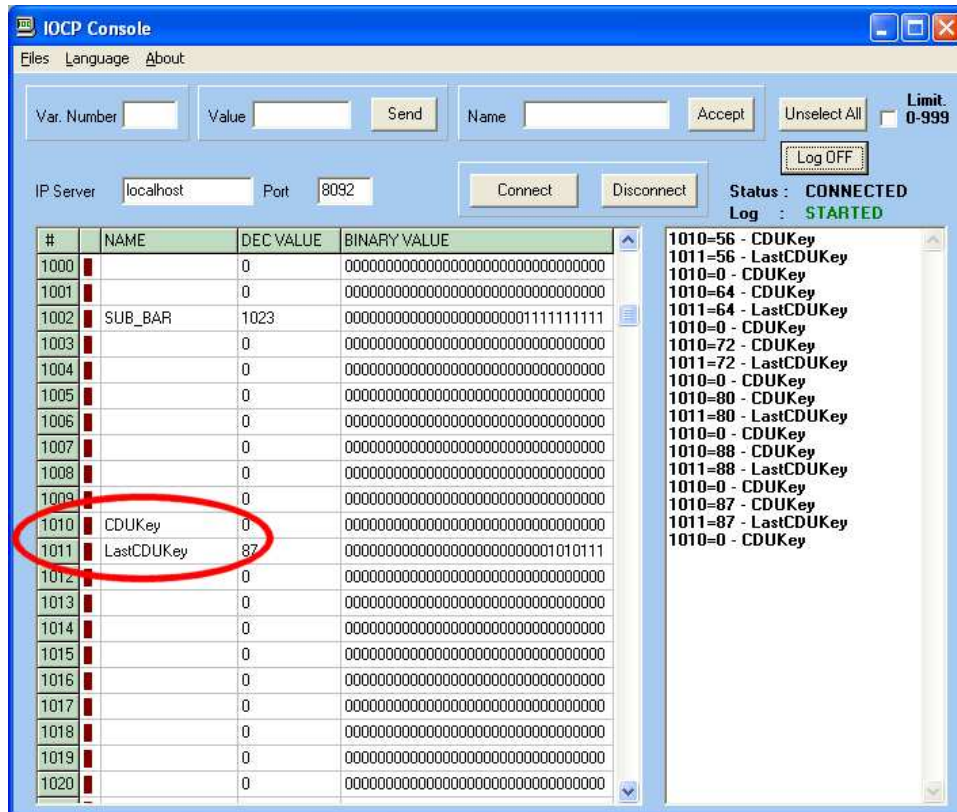 IOCP Console
Files Language About
Var. Number Value Send Name Accept Unselect All Limit. 0-999
Log OFF
IP Server localhost Port 8092 Connect Disconnect Status : CONNECTED
Log : STARTED
# NAME DEC VALUE BINARY VALUE
1000 0 00000000000000000000000000000000
1001 0 00000000000000000000000000000000
1002 SUB_BAR 1023 00000000000000000000001111111111
1003 0 00000000000000000000000000000000
1004 0 00000000000000000000000000000000
1005 0 00000000000000000000000000000000
1006 0 00000000000000000000000000000000
1007 0 00000000000000000000000000000000
1008 0 00000000000000000000000000000000
1009 0 00000000000000000000000000000000
1010 CDUKey 0 00000000000000000000000000000000
1011 LastCDUKey 87 00000000000000000000000001010111
1012 0 00000000000000000000000000000000
1013 0 00000000000000000000000000000000
1014 0 00000000000000000000000000000000
1015 0 00000000000000000000000000000000
1016 0 00000000000000000000000000000000
1017 0 00000000000000000000000000000000
1018 0 00000000000000000000000000000000
1019 0 00000000000000000000000000000000
1020 0 00000000000000000000000000000000
1010=56 - CDUKey
1011=56 - LastCDUKey
1010=0 - CDUKey
1010=64 - CDUKey
1011=64 - LastCDUKey
1010=0 - CDUKey
1010=72 - CDUKey
1011=72 - LastCDUKey
1010=0 - CDUKey
1010=80 - CDUKey
1011=80 - LastCDUKey
1010=0 - CDUKey
1010=88 - CDUKey
1011=88 - LastCDUKey
1010=0 - CDUKey
1010=87 - CDUKey
1011=87 - LastCDUKey
1010=0 - CDUKey